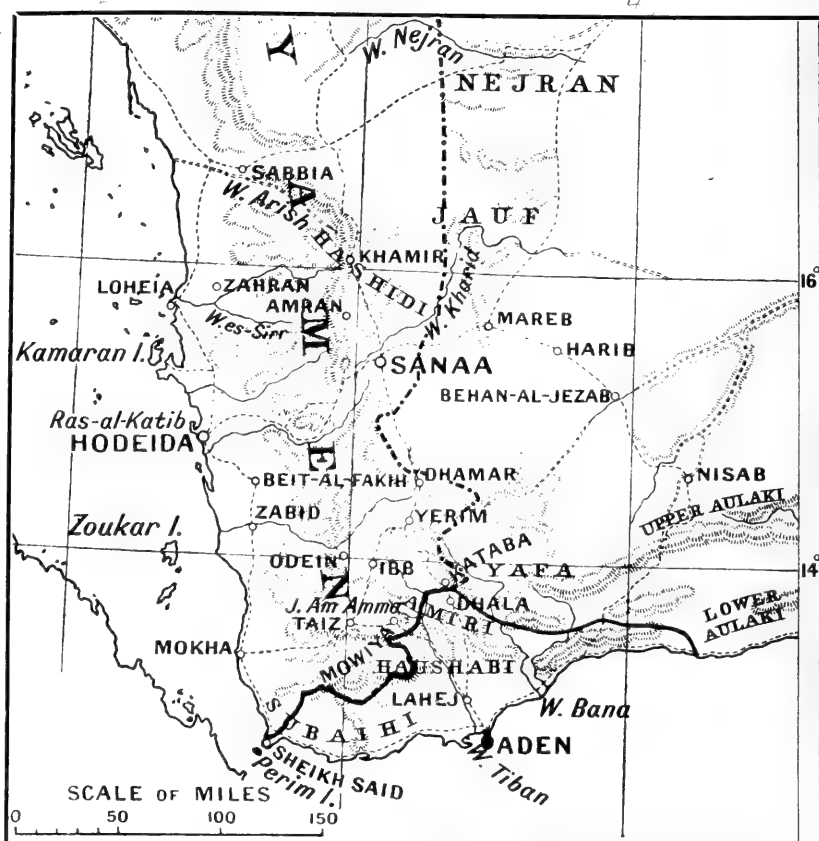 W. Nejran
NEJRAN
YEMEN
SABBIA
W. Arish
JAUF
HASHIDI
KHAMIR
16°
LOHEIA
ZAHRAN
AMRAN
W. Kharid
W. es-Sirr
MAREB
Kamaran I.
SANAA
HARIB
BEHAN-AL-JEZAB
Ras-al-Katib
HODEIDA
BEIT-AL-FAKIH
DHAMAR
NISAB
UPPER AULAKI
ZABID
YERIM
Zoukar I.
ODEIN
IBB
KATABA
YAFA
14°
J. Am Amma
AMIRI
DHALA
LOWER
AULAKI
TAIZ
MOKHA
MOWIYA
HAUSHABI
LAHEJ
W. Bana
SUBAIHI
ADEN
SHEIKH SAID
Perim I.
W. Tiban
SCALE OF MILES
0 50 100 150